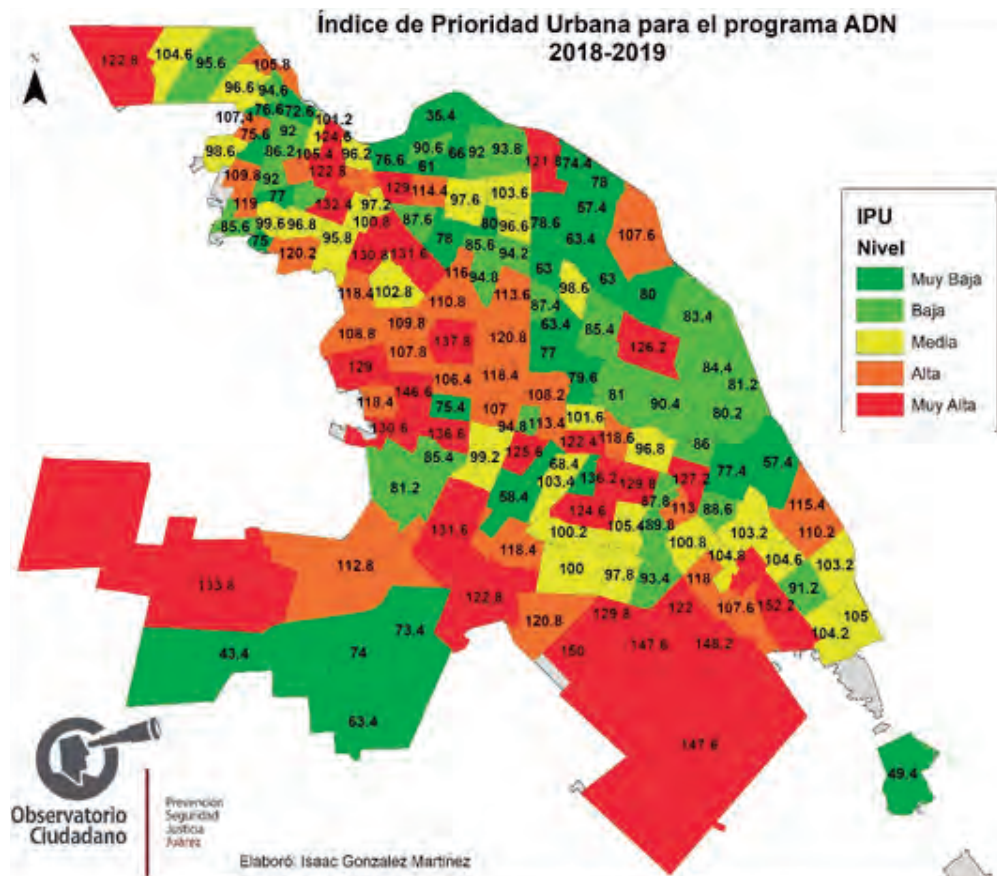 Índice de Prioridad Urbana para el programa ADN
2018-2019
N
122.8 104.6 95.6 105.8
96.6 94.6
107.4 76.6 72.6 101.2
75.6 92 124.6
98.6 86.2 105.4 96.2
109.8 92 122.8
119 77 132.4 97.2
85.6 99.6 96.8 100.8
75 95.8
120.2 130.8 131.6
118.4 102.8
35.4
76.6 90.6 66 92 93.8 121.8 74.4
61 78
129 114.4 97.6 103.6 57.4
87.6 80 96.6 78.6 107.6
78 85.6 94.2 63.4
116 94.8 63 63
110.8 113.6 98.6 80
87.4 83.4
108.8 109.8 137.8 120.8 63.4 85.4 126.2
107.8 77
129 106.4 118.4 79.6 84.4
146.6 108.2 81 81.2
118.4 75.4 107 101.6 90.4 80.2
94.8 113.4
130.6 136.6 122.4 118.6 96.8 86
85.4 99.2 125.6 68.4 57.4
81.2 103.4 136.2 129.8 127.2 77.4
58.4 87.8 113 88.6 115.4
124.6
131.6 100.2 105.4 89.8 103.2 110.2
100.8
118.4 104.8 104.6 103.2
112.8 100 97.8 93.4 118 91.2
133.8 122.8 120.8 129.8 122 107.6 152.2 105
73.4 104.2
43.4 74 150 147.6 148.2
63.4
147.6
49.4
IPU
Nivel
Muy Baja
Baja
Media
Alta
Muy Alta
Observatorio
Ciudadano
Prevención
Seguridad
Justicia
Juárez
Elaboró: Isaac González Martínez